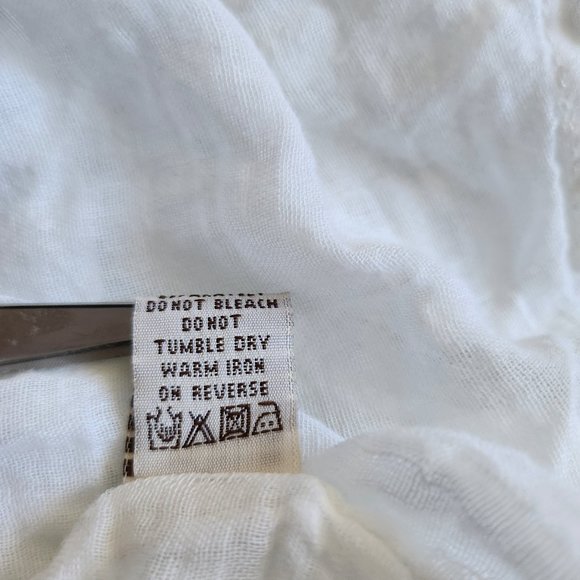 DO NOT BLEACH
DO NOT
TUMBLE DRY
WARM IRON
ON REVERSE